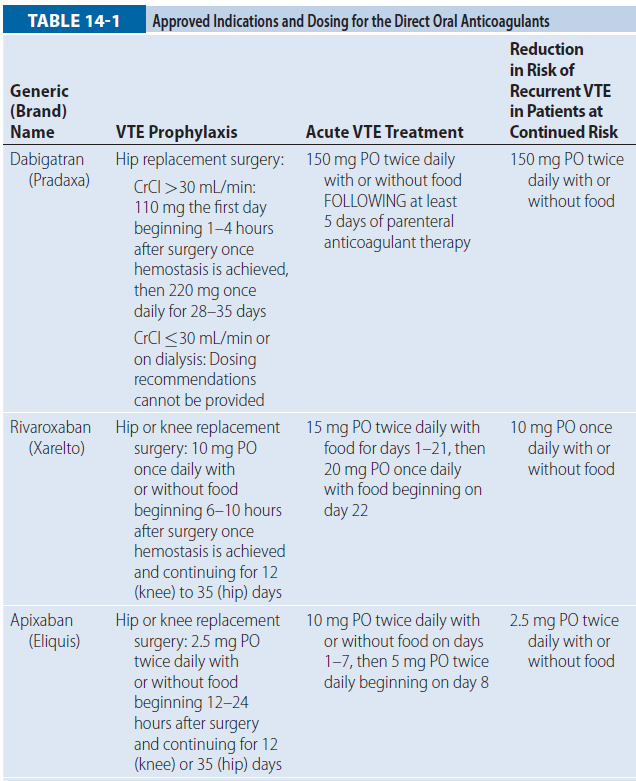 TABLE 14-1 Approved Indications and Dosing for the Direct Oral Anticoagulants
Generic
(Brand)
Name
VTE Prophylaxis
Acute VTE Treatment
Reduction
in Risk of
Recurrent VTE
in Patients at
Continued Risk
Dabigatran
(Pradaxa)
Hip replacement surgery:
CrCl >30 mL/min:
110 mg the first day
beginning 1–4 hours
after surgery once
hemostasis is achieved,
then 220 mg once
daily for 28–35 days
CrCl ≤30 mL/min or
on dialysis: Dosing
recommendations
cannot be provided
150 mg PO twice daily
with or without food
FOLLOWING at least
5 days of parenteral
anticoagulant therapy
150 mg PO twice
daily with or
without food
Rivaroxaban
(Xarelto)
Hip or knee replacement
surgery: 10 mg PO
once daily with
or without food
beginning 6–10 hours
after surgery once
hemostasis is achieved
and continuing for 12
(knee) to 35 (hip) days
15 mg PO twice daily with
food for days 1–21, then
20 mg PO once daily
with food beginning on
day 22
10 mg PO once
daily with or
without food
Apixaban
(Eliquis)
Hip or knee replacement
surgery: 2.5 mg PO
twice daily with
or without food
beginning 12–24
hours after surgery
and continuing for 12
(knee) or 35 (hip) days
10 mg PO twice daily with
or without food on days
1–7, then 5 mg PO twice
daily beginning on day 8
2.5 mg PO twice
daily with or
without food